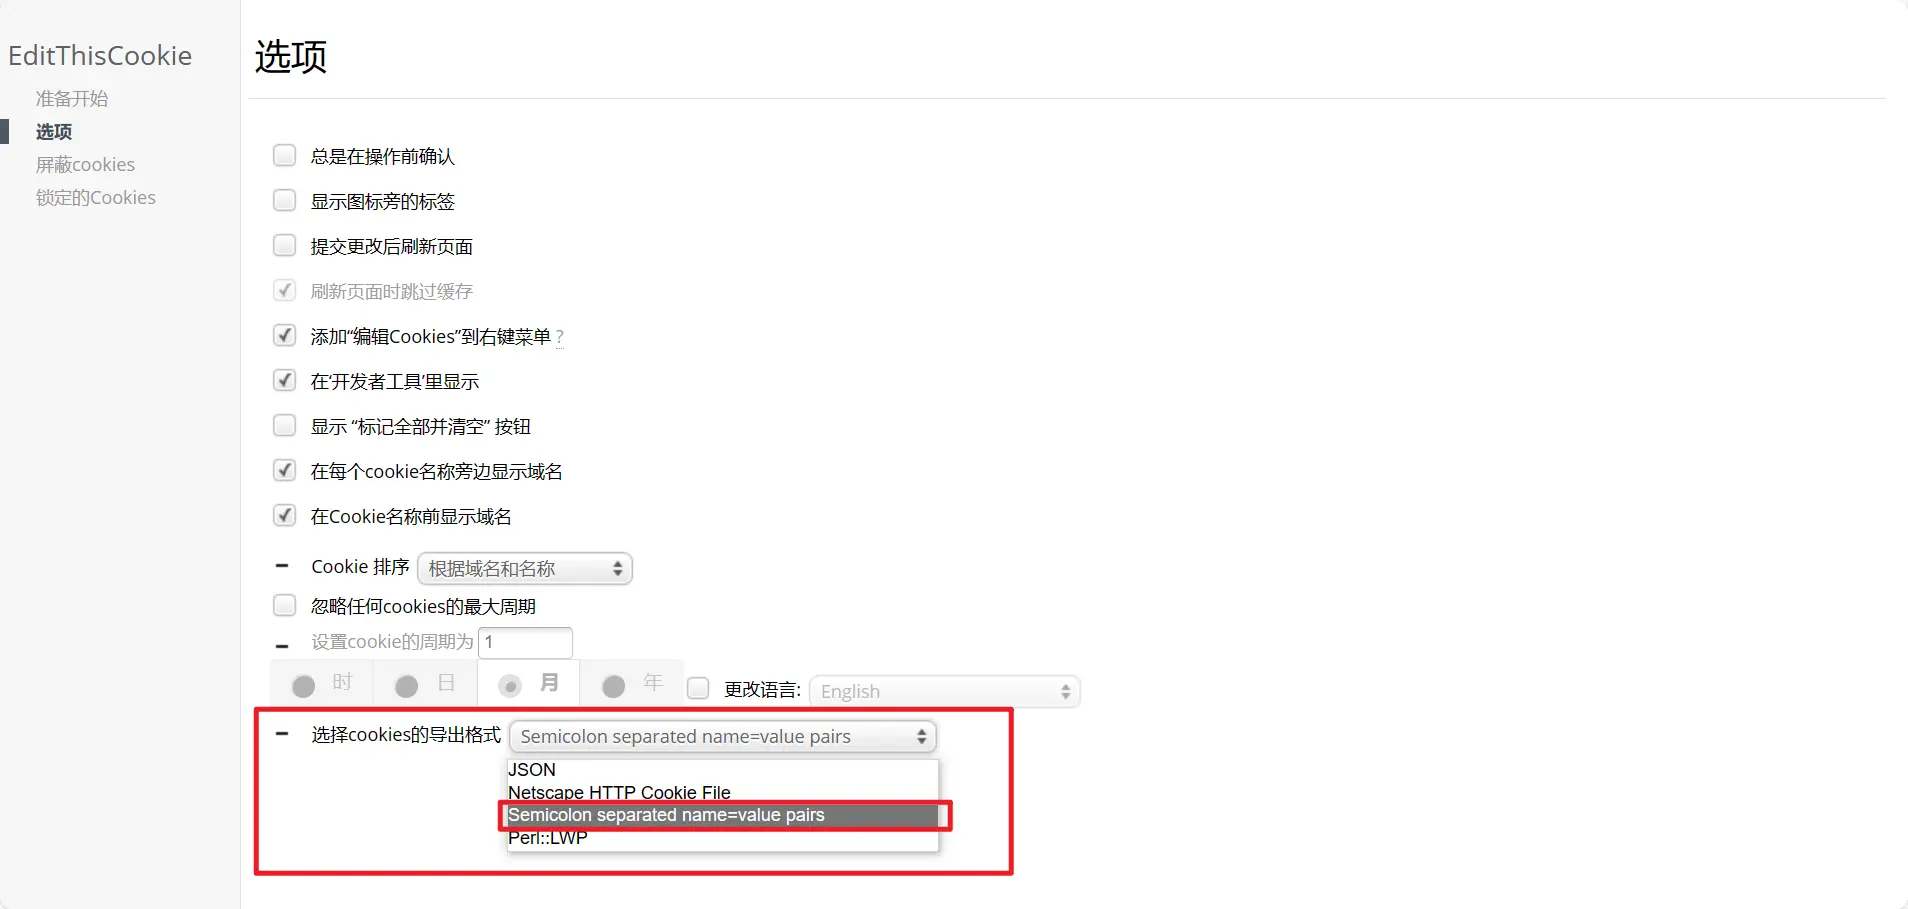 EditThisCookie
准备开始
选项
屏蔽cookies
锁定的Cookies
选项
总是在操作前确认
显示图标旁的标签
提交更改后刷新页面
刷新页面时跳过缓存
添加“编辑Cookies”到右键菜单 ?
在‘开发者工具’里显示
显示 “标记全部并清空” 按钮
在每个cookie名称旁边显示域名
在Cookie名称前显示域名
Cookie 排序 根据域名和名称
忽略任何cookies的最大周期
设置cookie的周期为 1
时 日 月 年 更改语言: English
选择cookies的导出格式 Semicolon separated name=value pairs
JSON
Netscape HTTP Cookie File
Semicolon separated name=value pairs
Perl::LWP